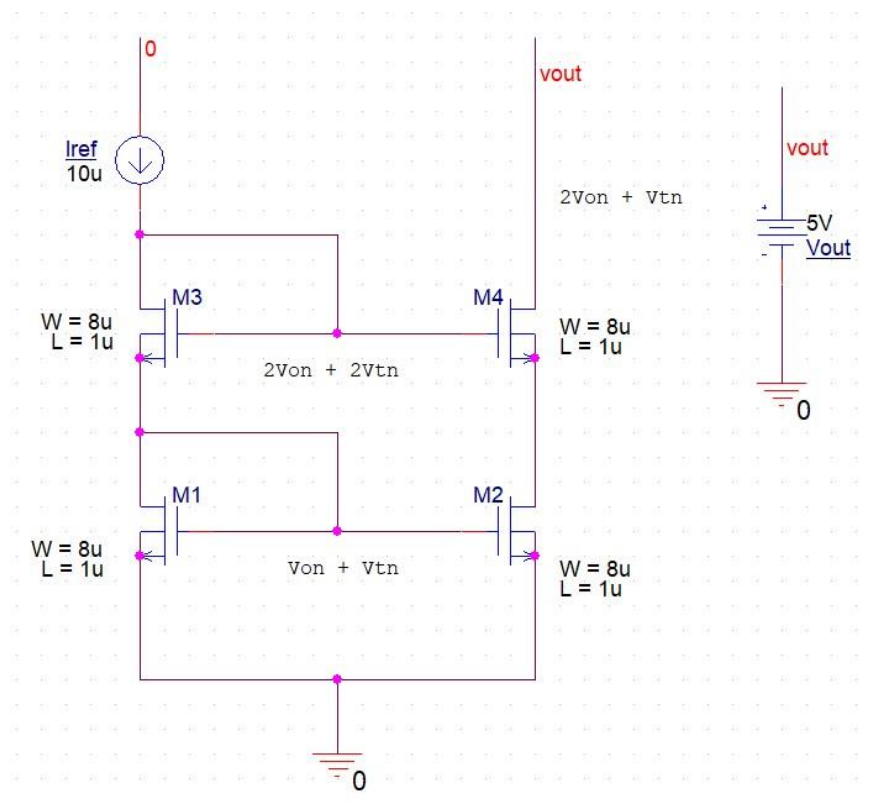 0
vout
Iref
10u
vout
2Von + Vtn
5V
Vout
M3
M4
W = 8u
L = 1u
W = 8u
L = 1u
2Von + 2Vtn
0
M1
M2
W = 8u
L = 1u
Von + Vtn
W = 8u
L = 1u
0